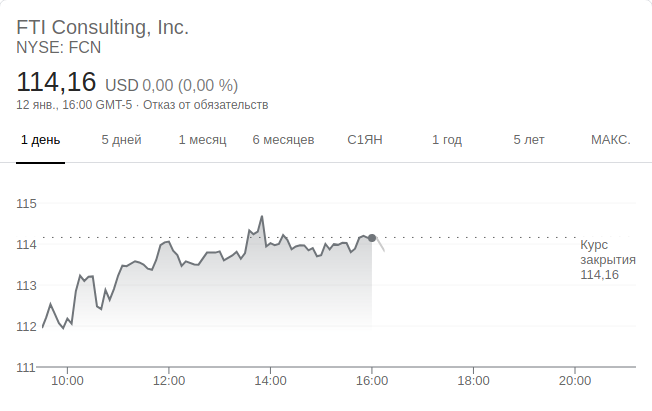 FTI Consulting, Inc.
NYSE: FCN
114,16 USD 0,00 (0,00 %)
12 янв., 16:00 GMT-5 · Отказ от обязательств
1 день 5 дней 1 месяц 6 месяцев С1ЯН 1 год 5 лет МАКС.
115
114
113
112
111
Курс
закрытия
114,16
10:00 12:00 14:00 16:00 18:00 20:00